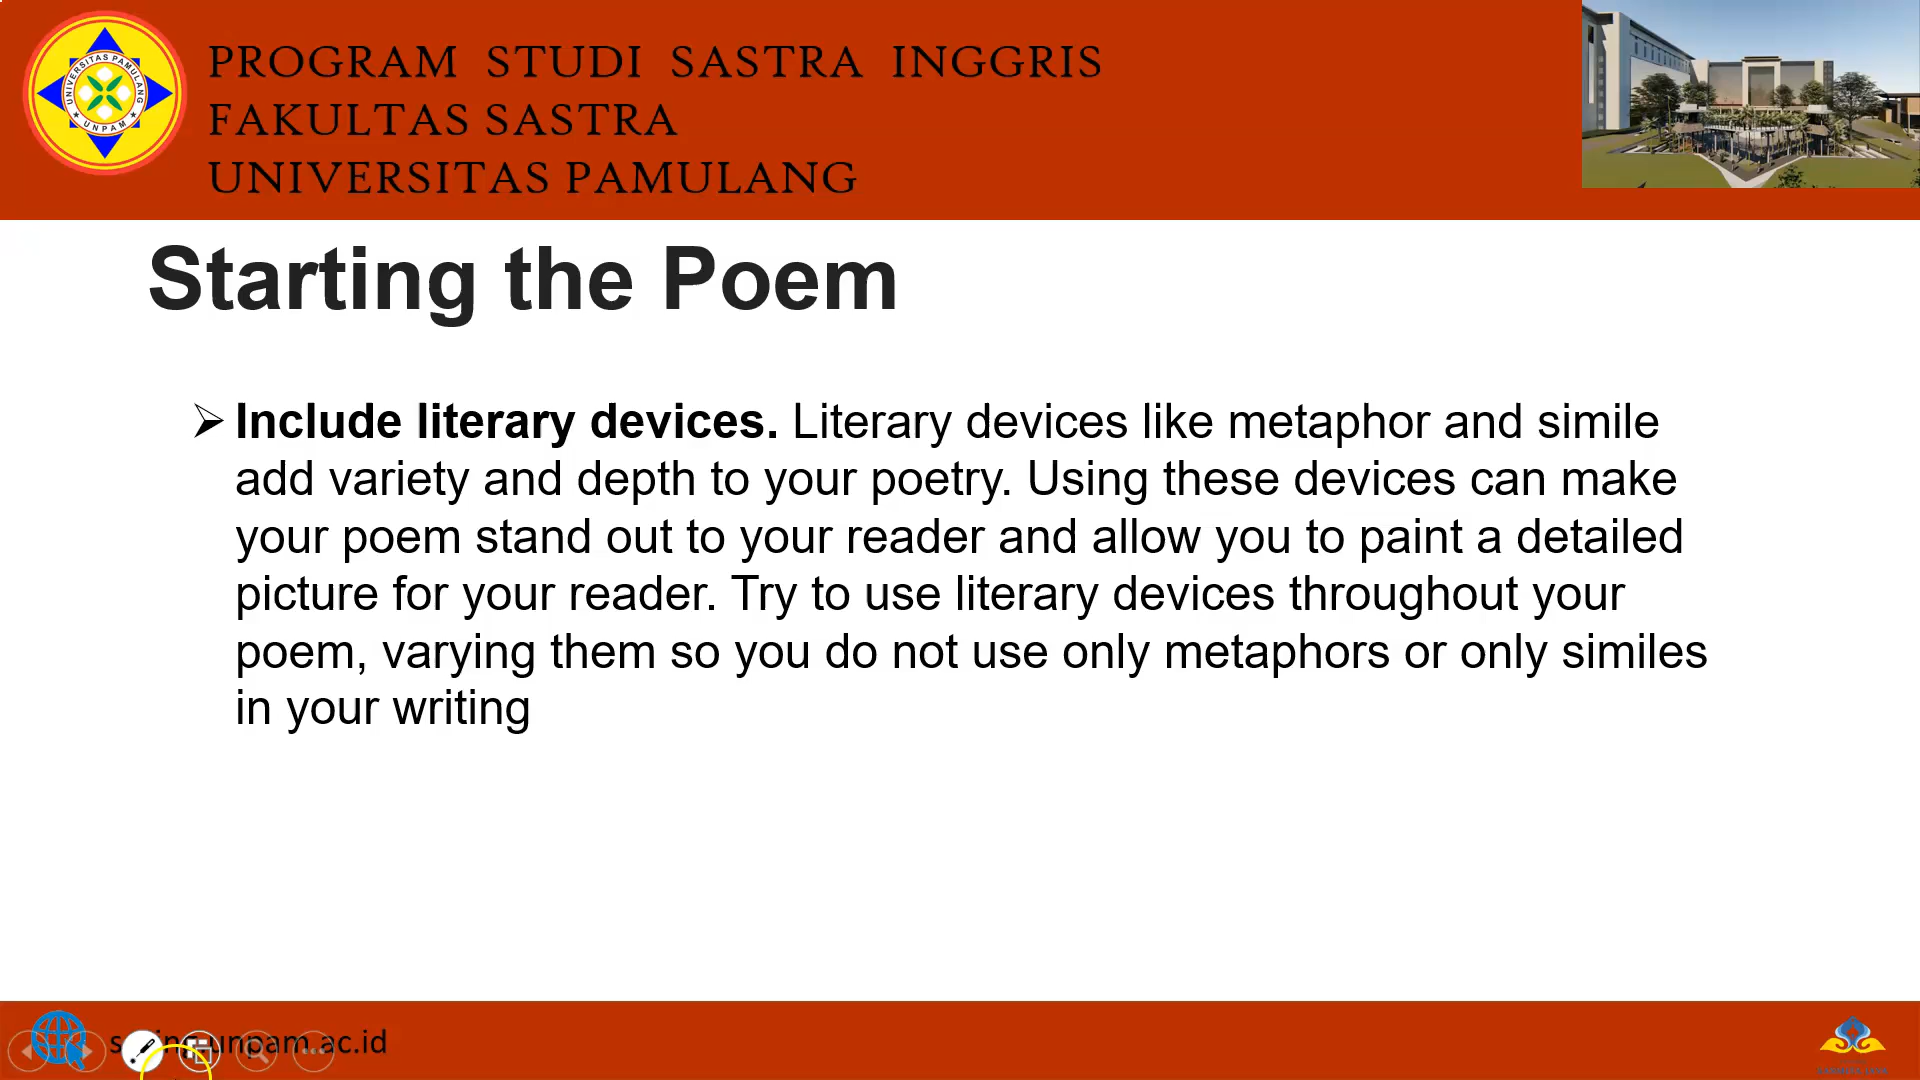 PROGRAM STUDI SASTRA INGGRIS
FAKULTAS SASTRA
UNIVERSITAS PAMULANG
UNIVERSITAS PAMULANG
UNPAM
Starting the Poem
Include literary devices. Literary devices like metaphor and simile
add variety and depth to your poetry. Using these devices can make
your poem stand out to your reader and allow you to paint a detailed
picture for your reader. Try to use literary devices throughout your
poem, varying them so you do not use only metaphors or only similes
in your writing
unpam.ac.id